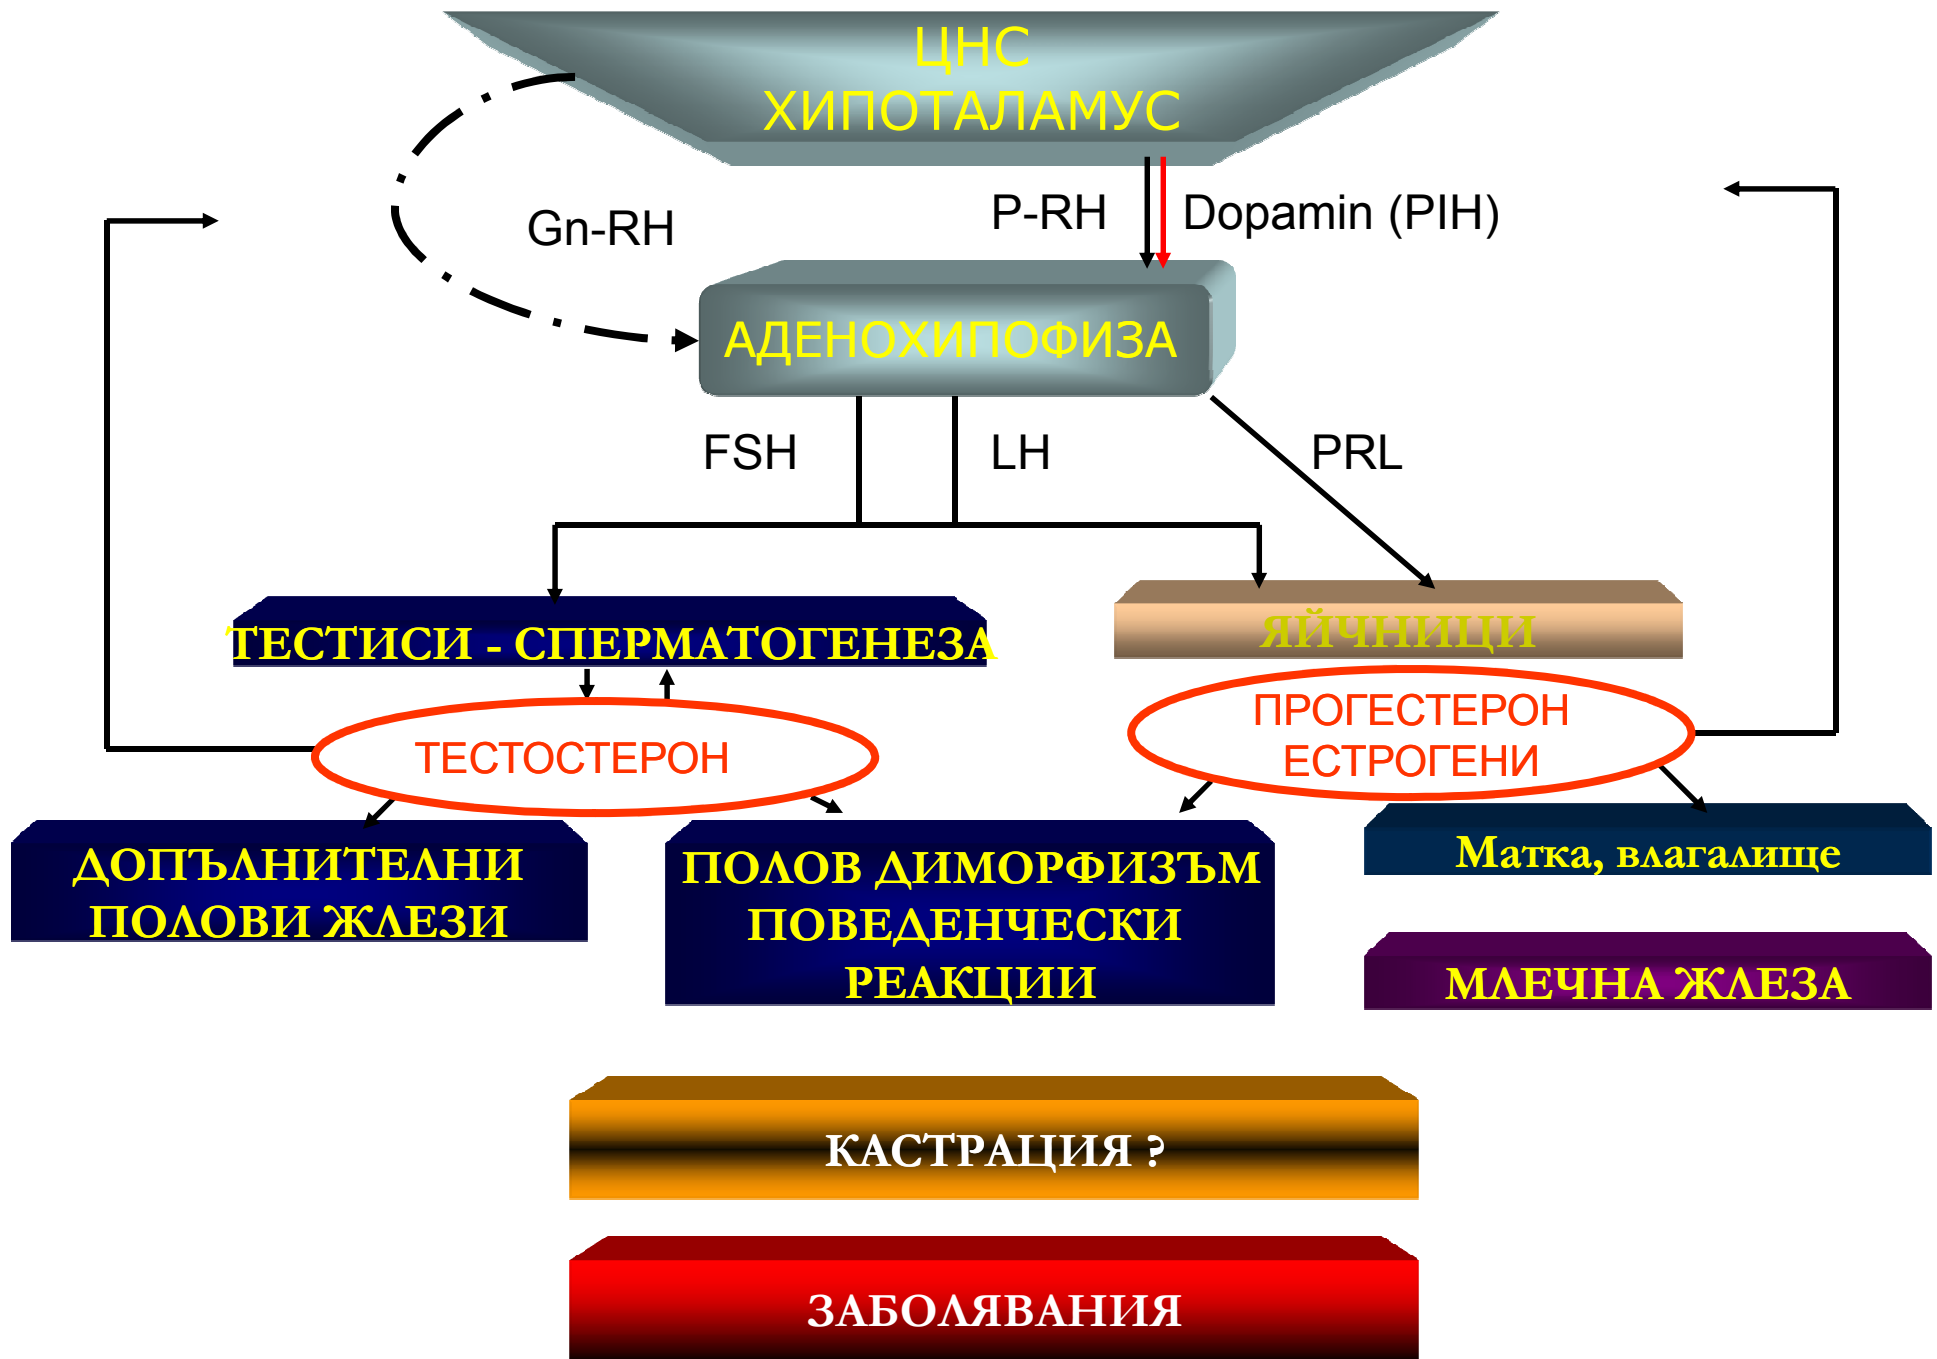 ЦНС
ХИПОТАЛАМУС
Gn-RH
P-RH
Dopamin (PIH)
АДЕНОХИПОФИЗА
FSH
LH
PRL
ТЕСТИСИ - СПЕРМАТОГЕНЕЗА
ЯЙЧНИЦИ
ТЕСТОСТЕРОН
ПРОГЕСТЕРОН
ЕСТРОГЕНИ
ДОПЪЛНИТЕЛНИ
ПОЛОВИ ЖЛЕЗИ
ПОЛОВ ДИМОРФИЗЪМ
ПОВЕДЕНЧЕСКИ
РЕАКЦИИ
Матка, влагалище
МЛЕЧНА ЖЛЕЗА
КАСТРАЦИЯ ?
ЗАБОЛЯВАНИЯ